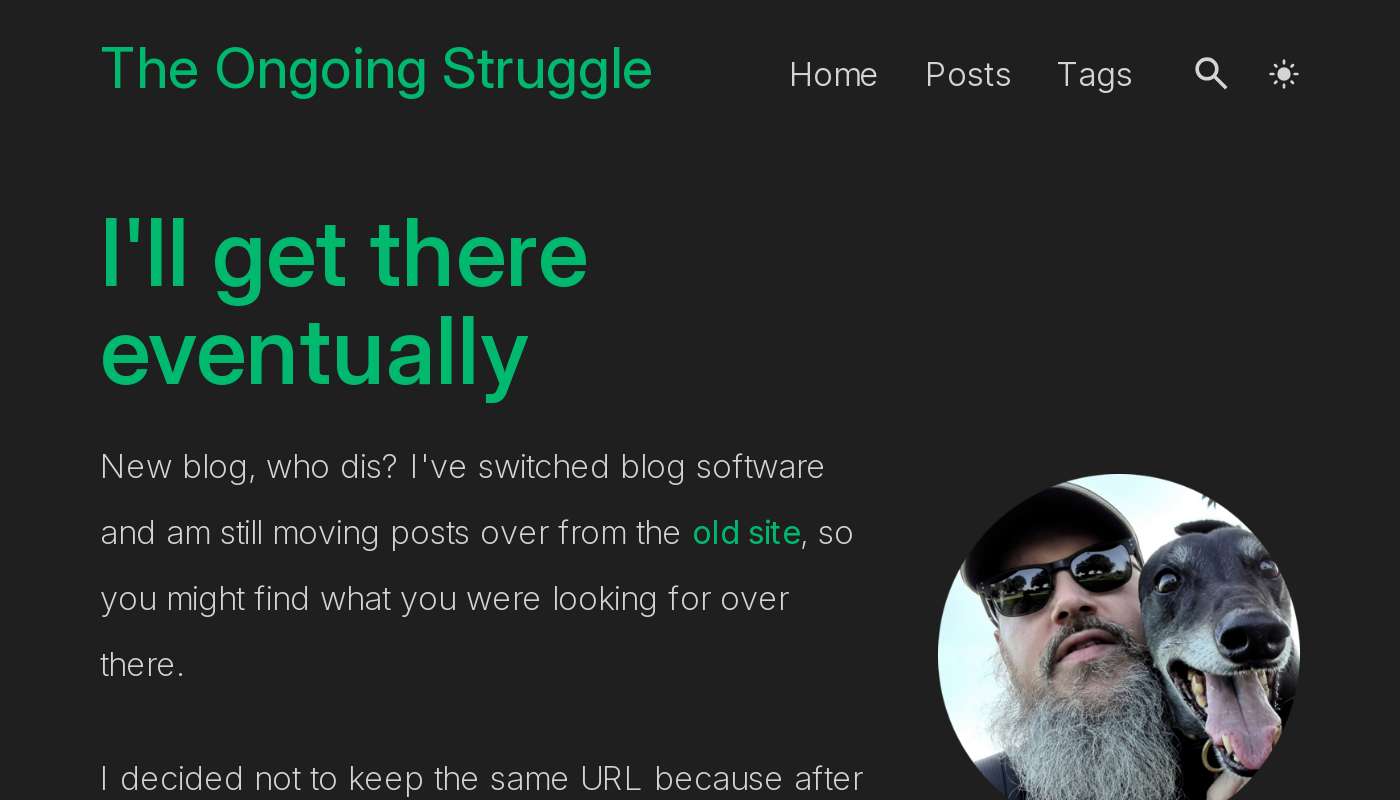 The Ongoing Struggle
Home Posts Tags
I'll get there
eventually
New blog, who dis? I've switched blog software
and am still moving posts over from the old site, so
you might find what you were looking for over
there.
I decided not to keep the same URL because after